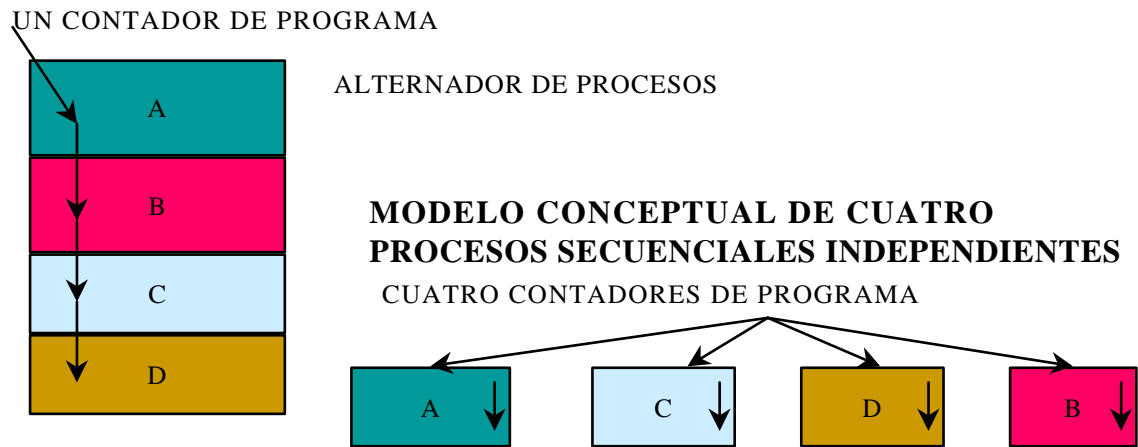 UN CONTADOR DE PROGRAMA
ALTERNADOR DE PROCESOS
A
B
C
D
MODELO CONCEPTUAL DE CUATRO
PROCESOS SECUENCIALES INDEPENDIENTES
CUATRO CONTADORES DE PROGRAMA
A
C
D
B